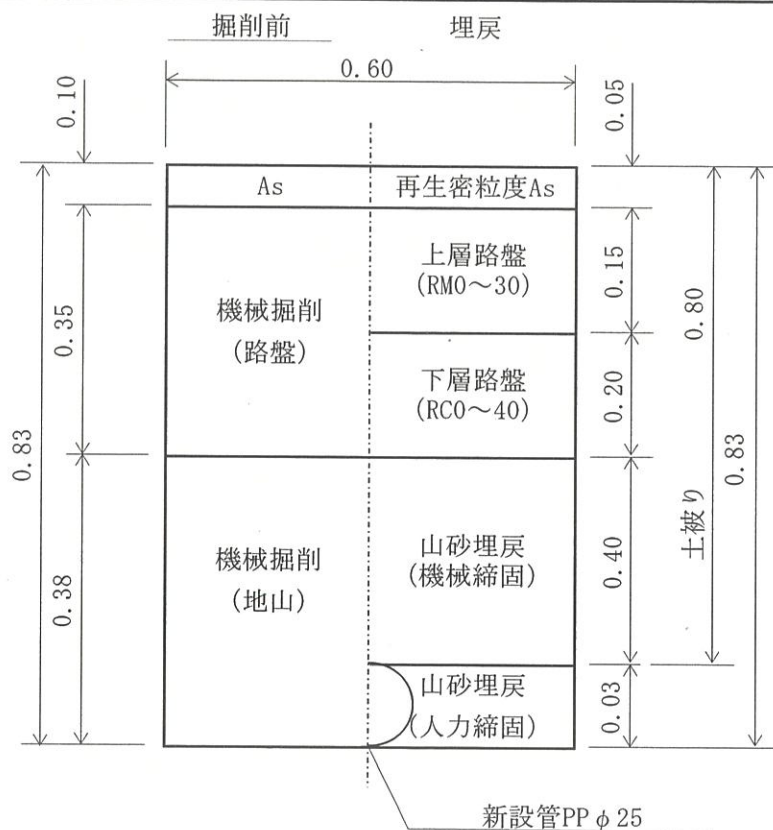 掘削前
埋戻
0.60
0.10
0.05
As
再生密粒度As
機械掘削
(路盤)
上層路盤
(RM0～30)
下層路盤
(RC0～40)
0.35
0.15
0.20
0.80
0.83
0.83
土被り
機械掘削
(地山)
山砂埋戻
(機械締固)
0.38
0.40
山砂埋戻
(人力締固)
0.03
新設管PPφ25